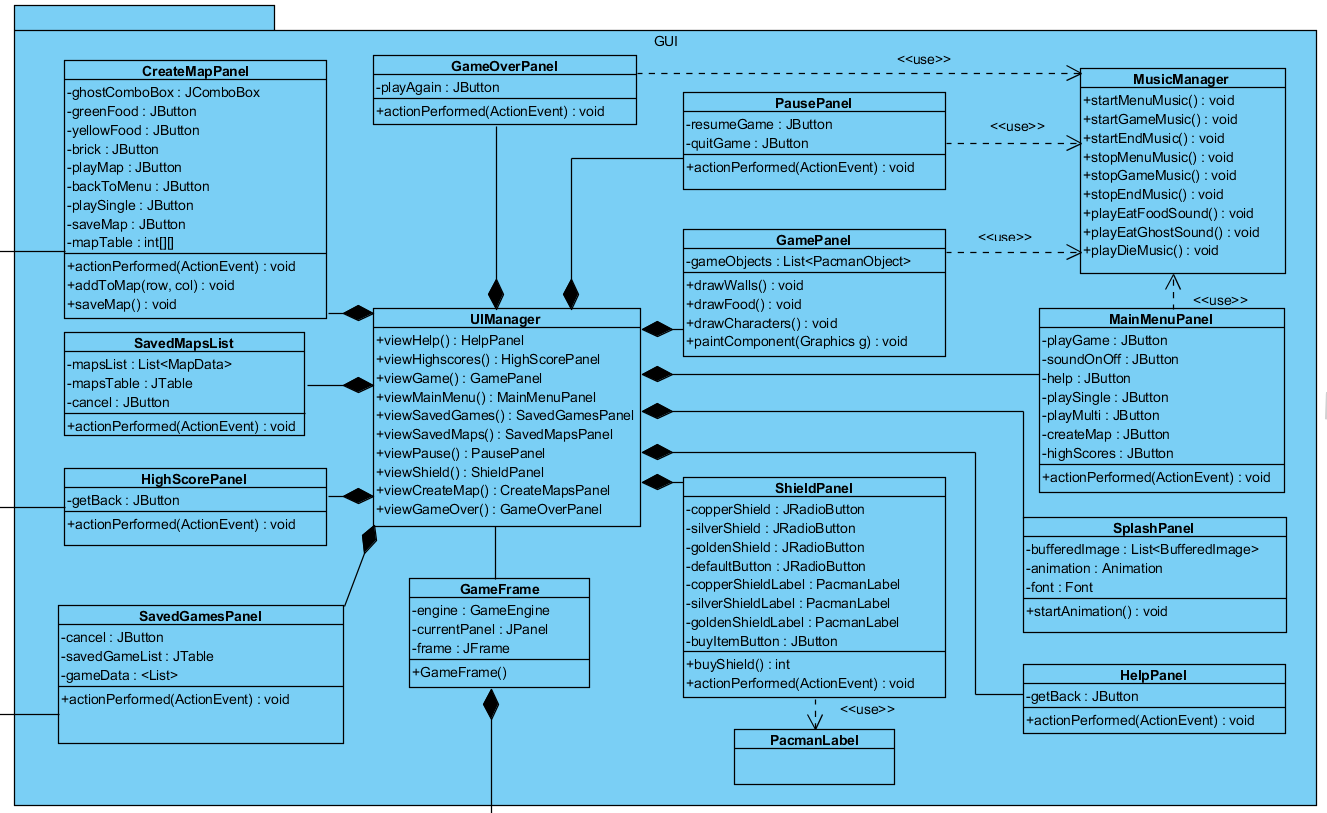 GUI
CreateMapPanel
-ghostComboBox : JComboBox
-greenFood : JButton
-yellowFood : JButton
-brick : JButton
-playMap : JButton
-backToMenu : JButton
-playSingle : JButton
-saveMap : JButton
-mapTable : int[][]
+actionPerformed(ActionEvent) : void
+addToMap(row, col) : void
+saveMap() : void
GameOverPanel
-playAgain : JButton
+actionPerformed(ActionEvent) : void
<<use>>
PausePanel
-resumeGame : JButton
-quitGame : JButton
+actionPerformed(ActionEvent) : void
<<use>>
MusicManager
+startMenuMusic() : void
+startGameMusic() : void
+startEndMusic() : void
+stopMenuMusic() : void
+stopGameMusic() : void
+stopEndMusic() : void
+playEatFoodSound() : void
+playEatGhostSound() : void
+playDieMusic() : void
GamePanel
-gameObjects : List<PacmanObject>
+drawWalls() : void
+drawFood() : void
+drawCharacters() : void
+paintComponent(Graphics g) : void
<<use>>
<<use>>
SavedMapsList
-mapsList : List<MapData>
-mapsTable : JTable
-cancel : JButton
+actionPerformed(ActionEvent) : void
UIManager
+viewHelp() : HelpPanel
+viewHighscores() : HighScorePanel
+viewGame() : GamePanel
+viewMainMenu() : MainMenuPanel
+viewSavedGames() : SavedGamesPanel
+viewSavedMaps() : SavedMapsPanel
+viewPause() : PausePanel
+viewShield() : ShieldPanel
+viewCreateMap() : CreateMapsPanel
+viewGameOver() : GameOverPanel
MainMenuPanel
-playGame : JButton
-soundOnOff : JButton
-help : JButton
-playSingle : JButton
-playMulti : JButton
-createMap : JButton
-highScores : JButton
+actionPerformed(ActionEvent) : void
HighScorePanel
-getBack : JButton
+actionPerformed(ActionEvent) : void
ShieldPanel
-copperShield : JRadioButton
-silverShield : JRadioButton
-goldenShield : JRadioButton
-defaultButton : JRadioButton
-copperShieldLabel : PacmanLabel
-silverShieldLabel : PacmanLabel
-goldenShieldLabel : PacmanLabel
-buyItemButton : JButton
+buyShield() : int
+actionPerformed(ActionEvent) : void
SplashPanel
-bufferedImage : List<BufferedImage>
-animation : Animation
-font : Font
+startAnimation() : void
SavedGamesPanel
-cancel : JButton
-savedGameList : JTable
-gameData : <List>
+actionPerformed(ActionEvent) : void
GameFrame
-engine : GameEngine
-currentPanel : JPanel
-frame : JFrame
+GameFrame()
HelpPanel
-getBack : JButton
+actionPerformed(ActionEvent) : void
<<use>>
PacmanLabel